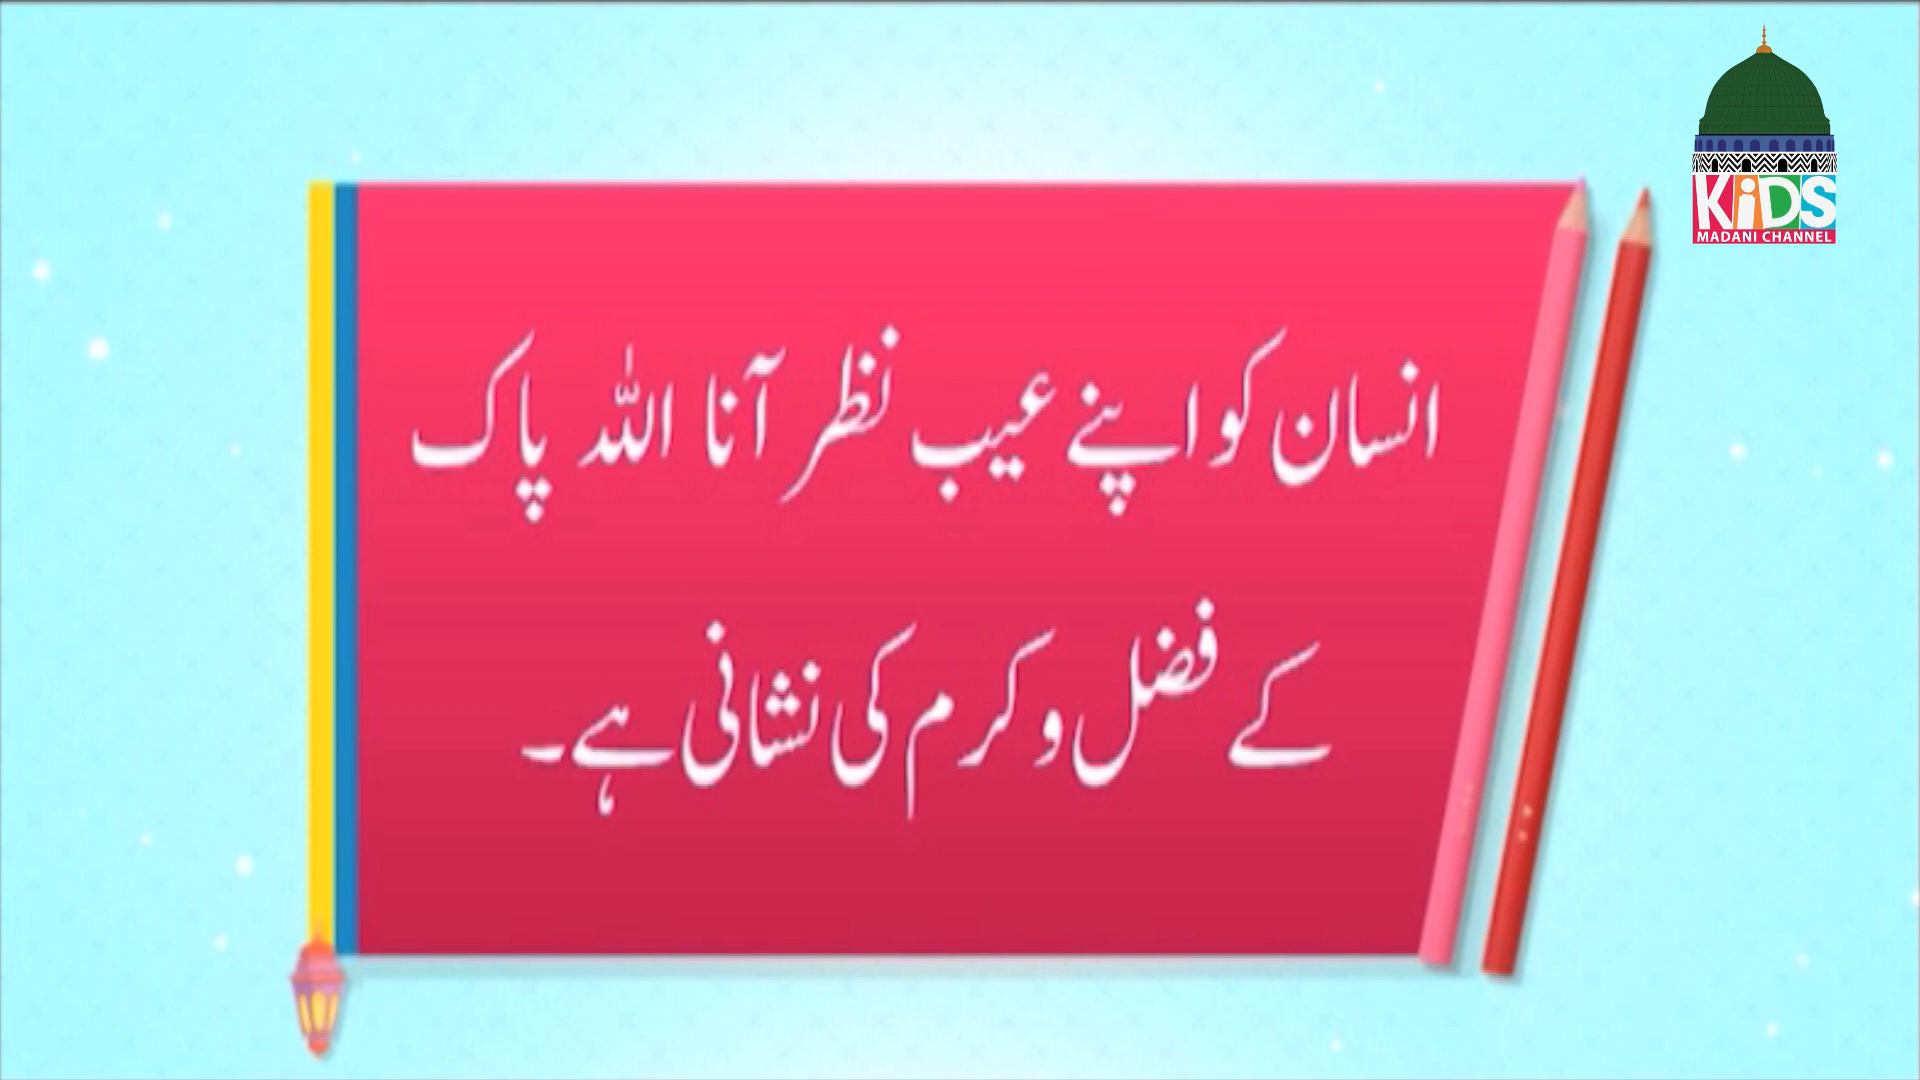 KiDS
MADANI CHANNEL
انسان کو اپنے عیب نظر آنا اللہ پاک
کے فضل و کرم کی نشانی ہے۔